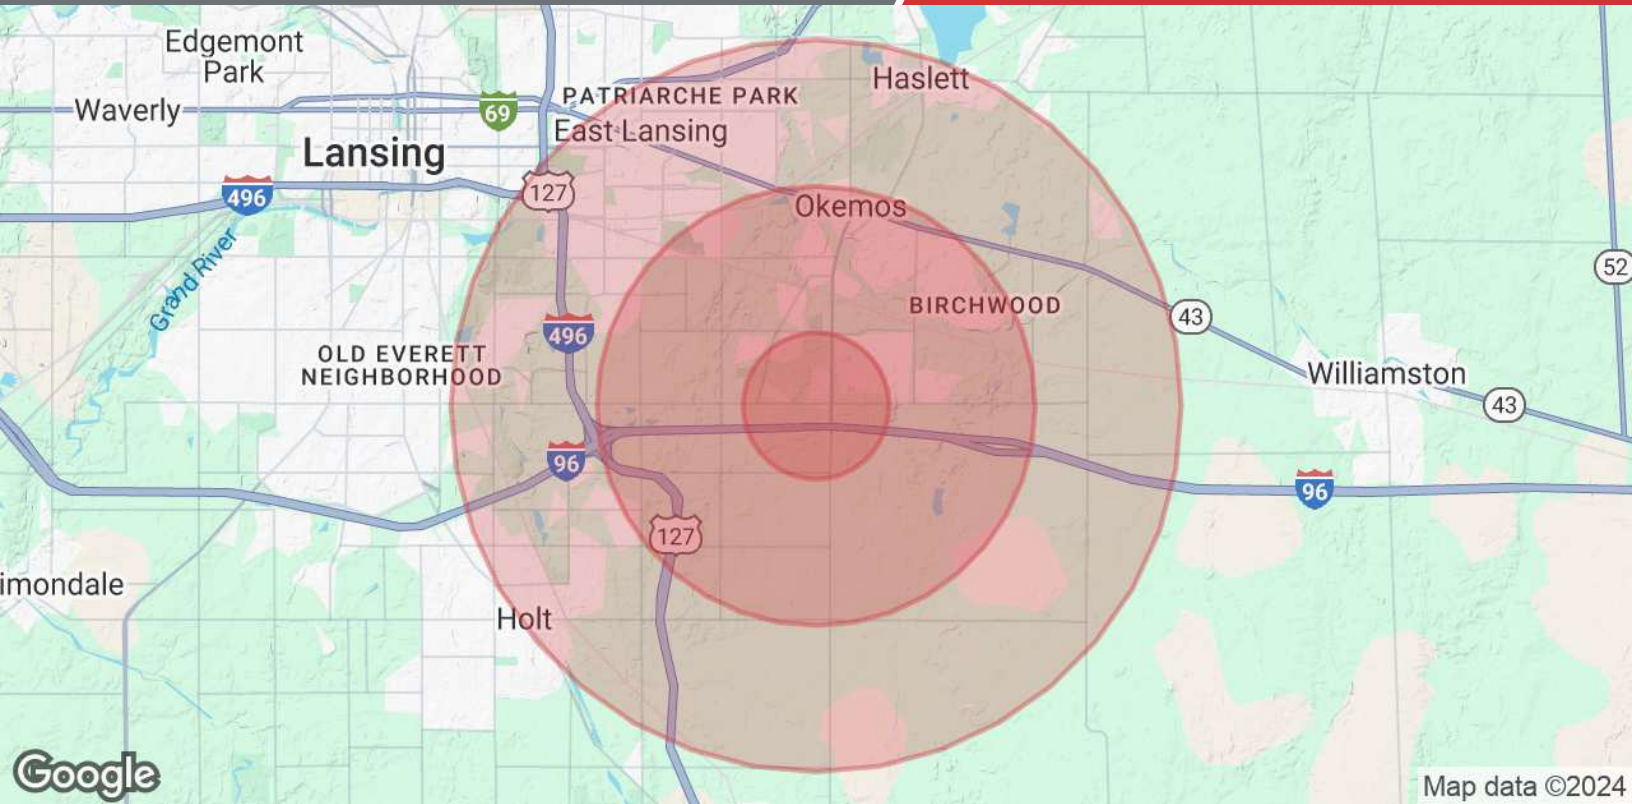 Edgemont
Park
Haslett
PATRIARCHE PARK
Waverly
69
East Lansing
Lansing
496
127
Okemos
Grand River
52
BIRCHWOOD
43
496
OLD EVERETT
NEIGHBORHOOD
Williamston
43
96
96
127
imondale
Holt
Google
Map data ©2024